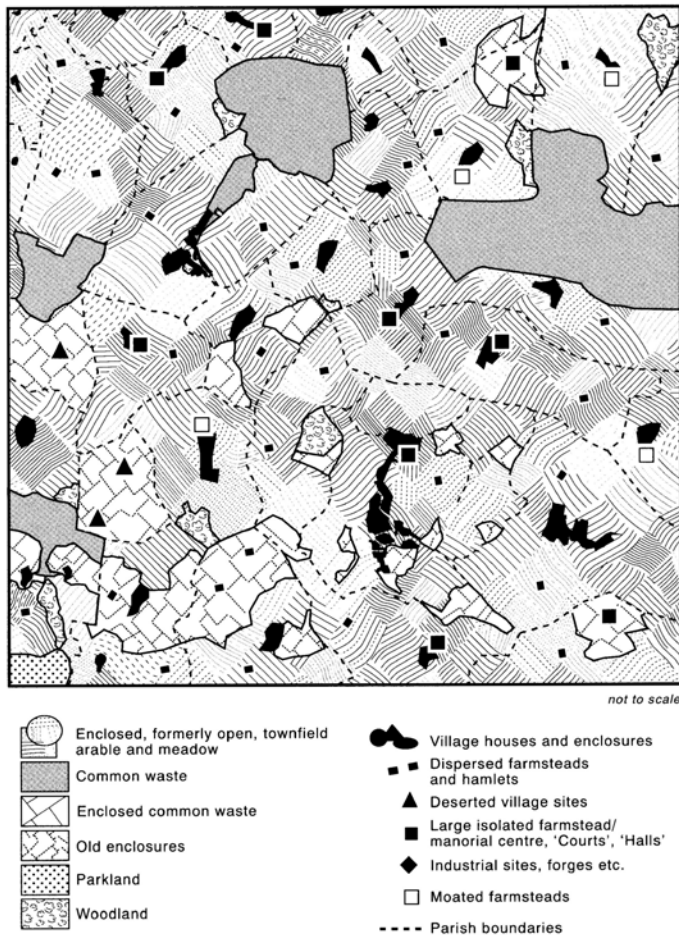 not to scale
Enclosed, formerly open, townfield
arable and meadow
Common waste
Enclosed common waste
Old enclosures
Parkland
Woodland
Village houses and enclosures
Dispersed farmsteads
and hamlets
Deserted village sites
Large isolated farmstead/
manorial centre, 'Courts', 'Halls'
Industrial sites, forges etc.
Moated farmsteads
Parish boundaries